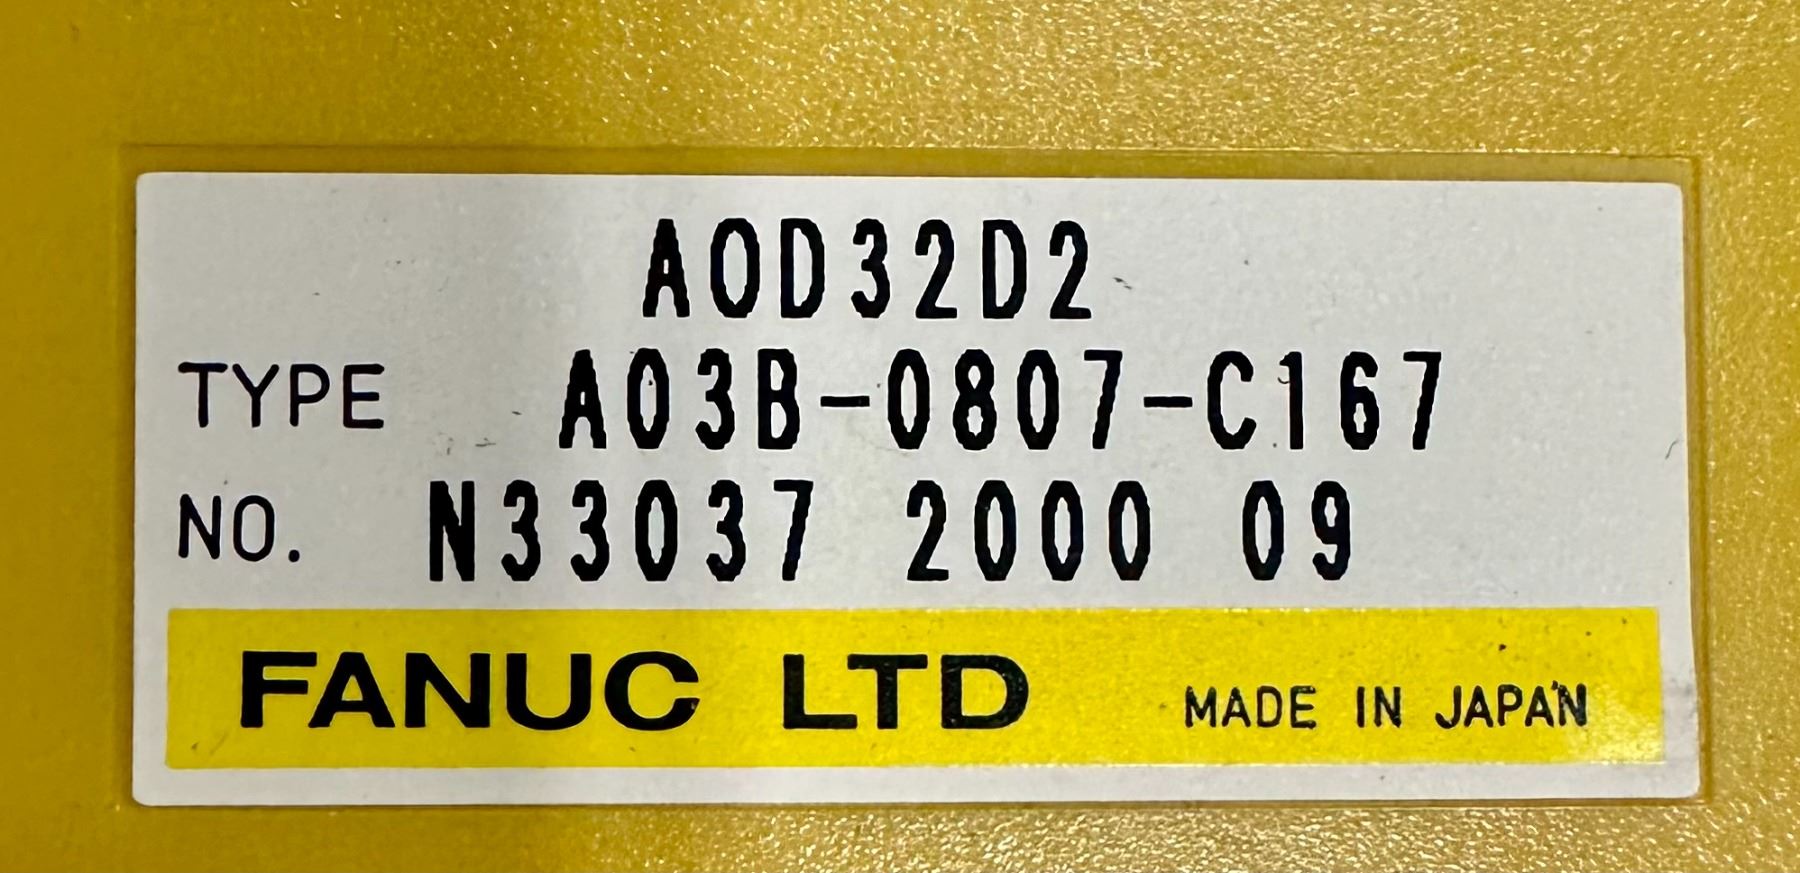 AOD32D2
TYPE A03B-0807-C167
NO. N33037 2000 09
FANUC LTD MADE IN JAPAN